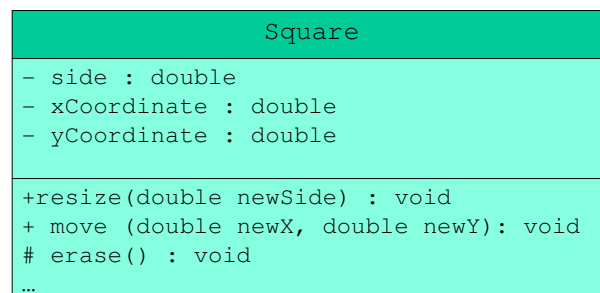 Square
- side : double
- xCoordinate : double
- yCoordinate : double
+resize(double newSide) : void
+ move (double newX, double newY): void
# erase() : void
…